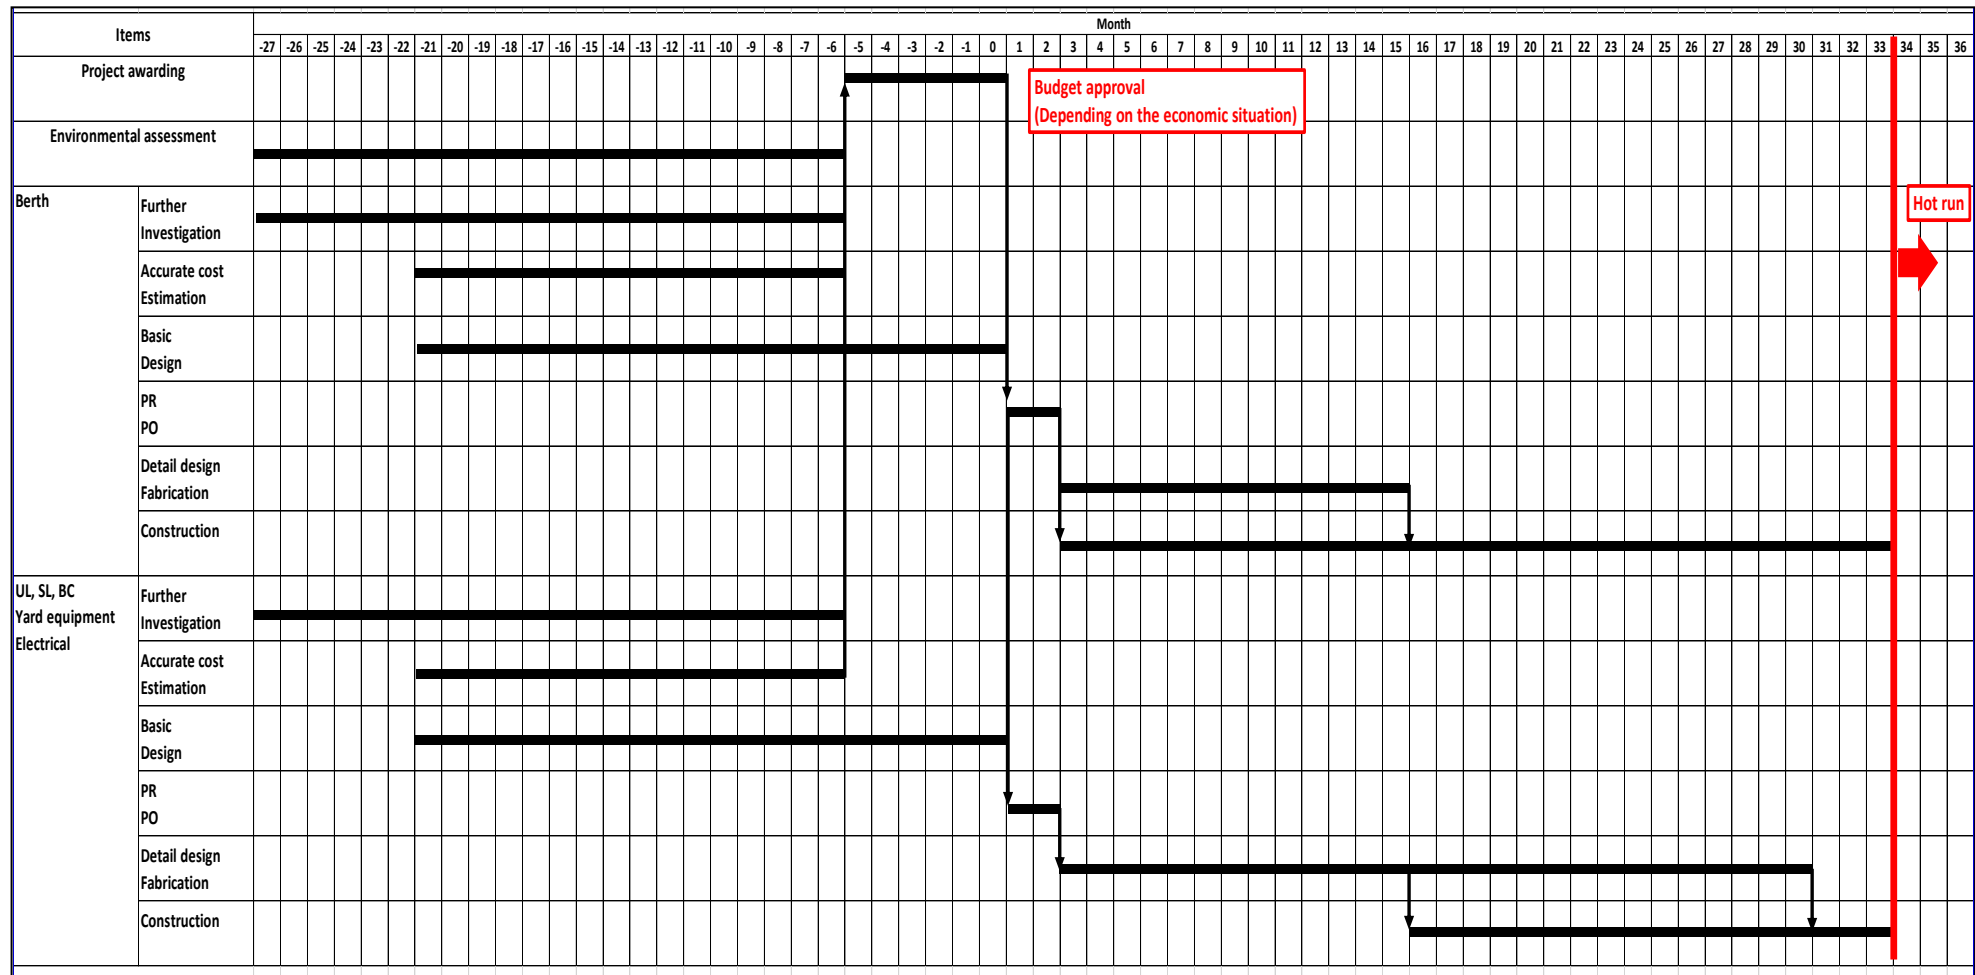 Items
Month
-27 -26 -25 -24 -23 -22 -21 -20 -19 -18 -17 -16 -15 -14 -13 -12 -11 -10 -9 -8 -7 -6 -5 -4 -3 -2 -1 0 1 2 3 4 5 6 7 8 9 10 11 12 13 14 15 16 17 18 19 20 21 22 23 24 25 26 27 28 29 30 31 32 33 34 35 36
Project awarding
Budget approval
(Depending on the economic situation)
Environmental assessment
Berth
Further
Investigation
Hot run
Accurate cost
Estimation
Basic
Design
PR
PO
Detail design
Fabrication
Construction
UL, SL, BC
Yard equipment
Electrical
Further
Investigation
Accurate cost
Estimation
Basic
Design
PR
PO
Detail design
Fabrication
Construction